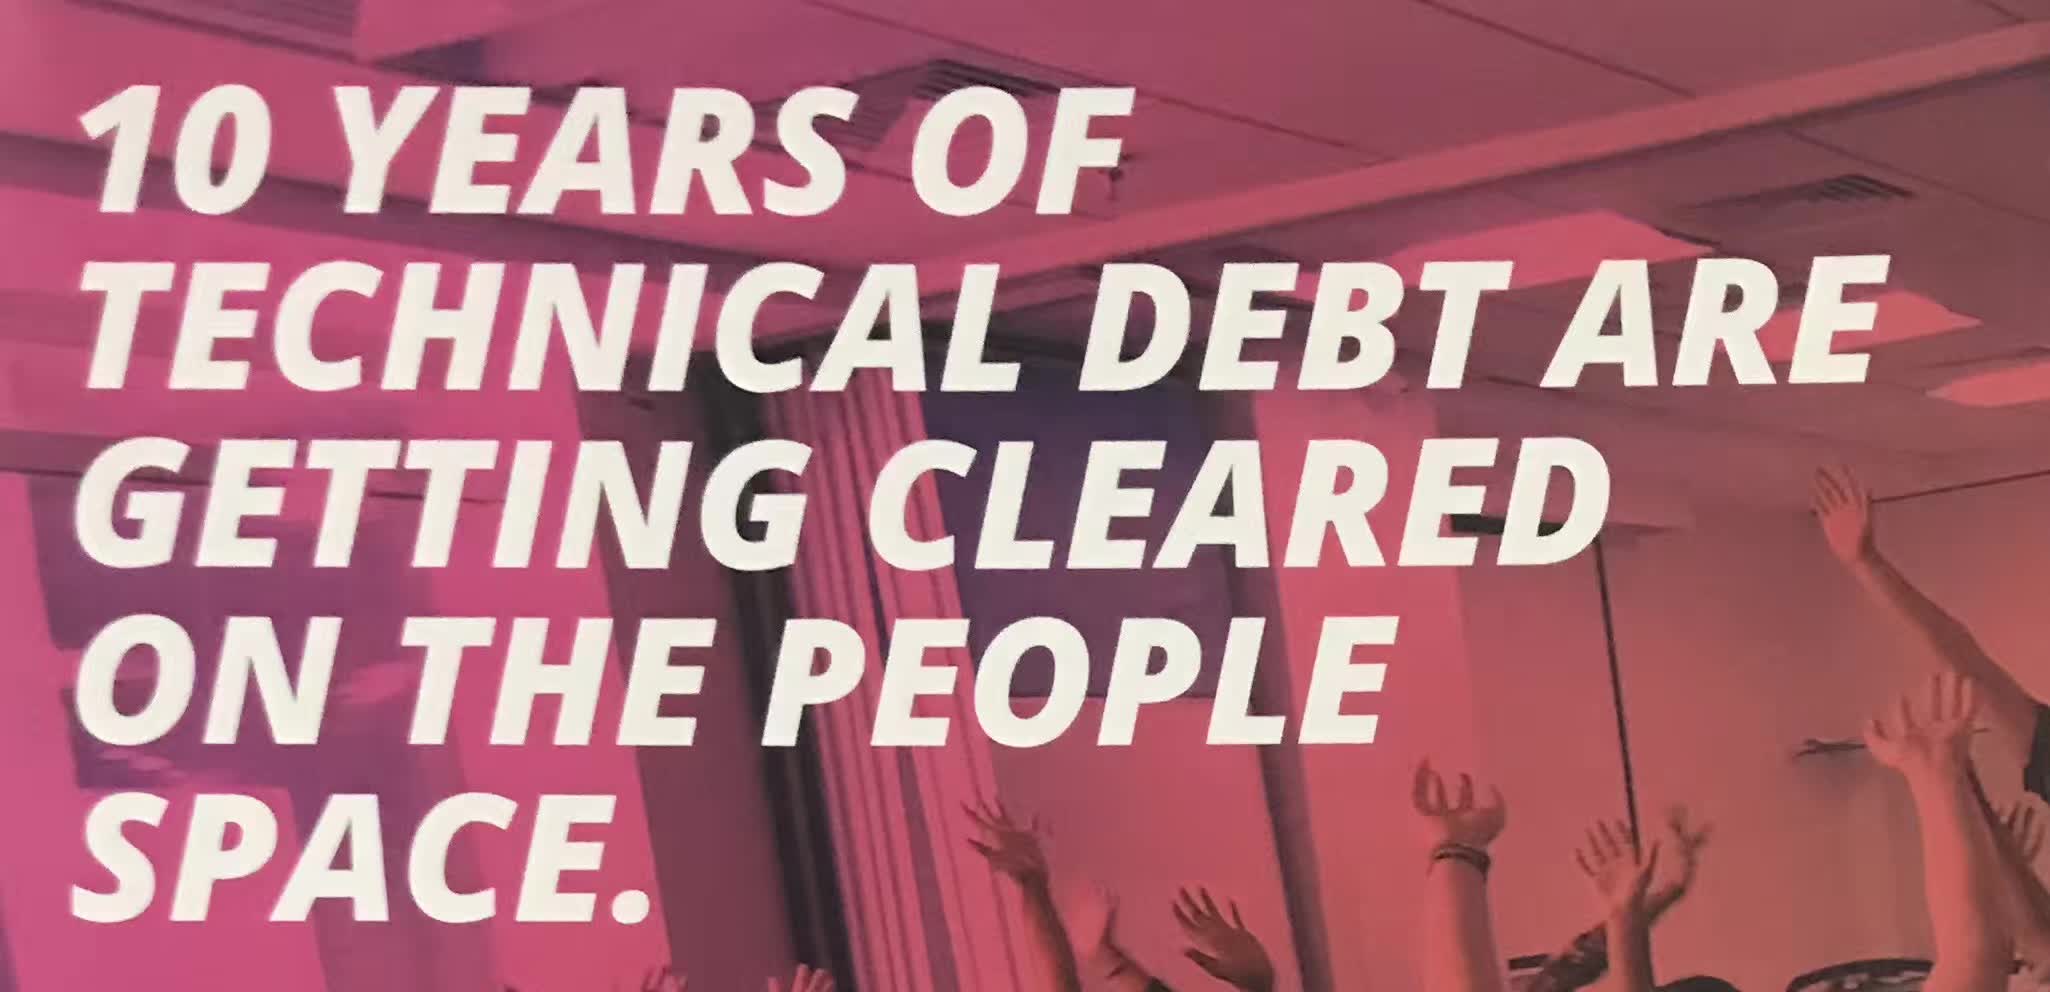 10 YEARS OF
TECHNICAL DEBT ARE
GETTING CLEARED
ON THE PEOPLE
SPACE.